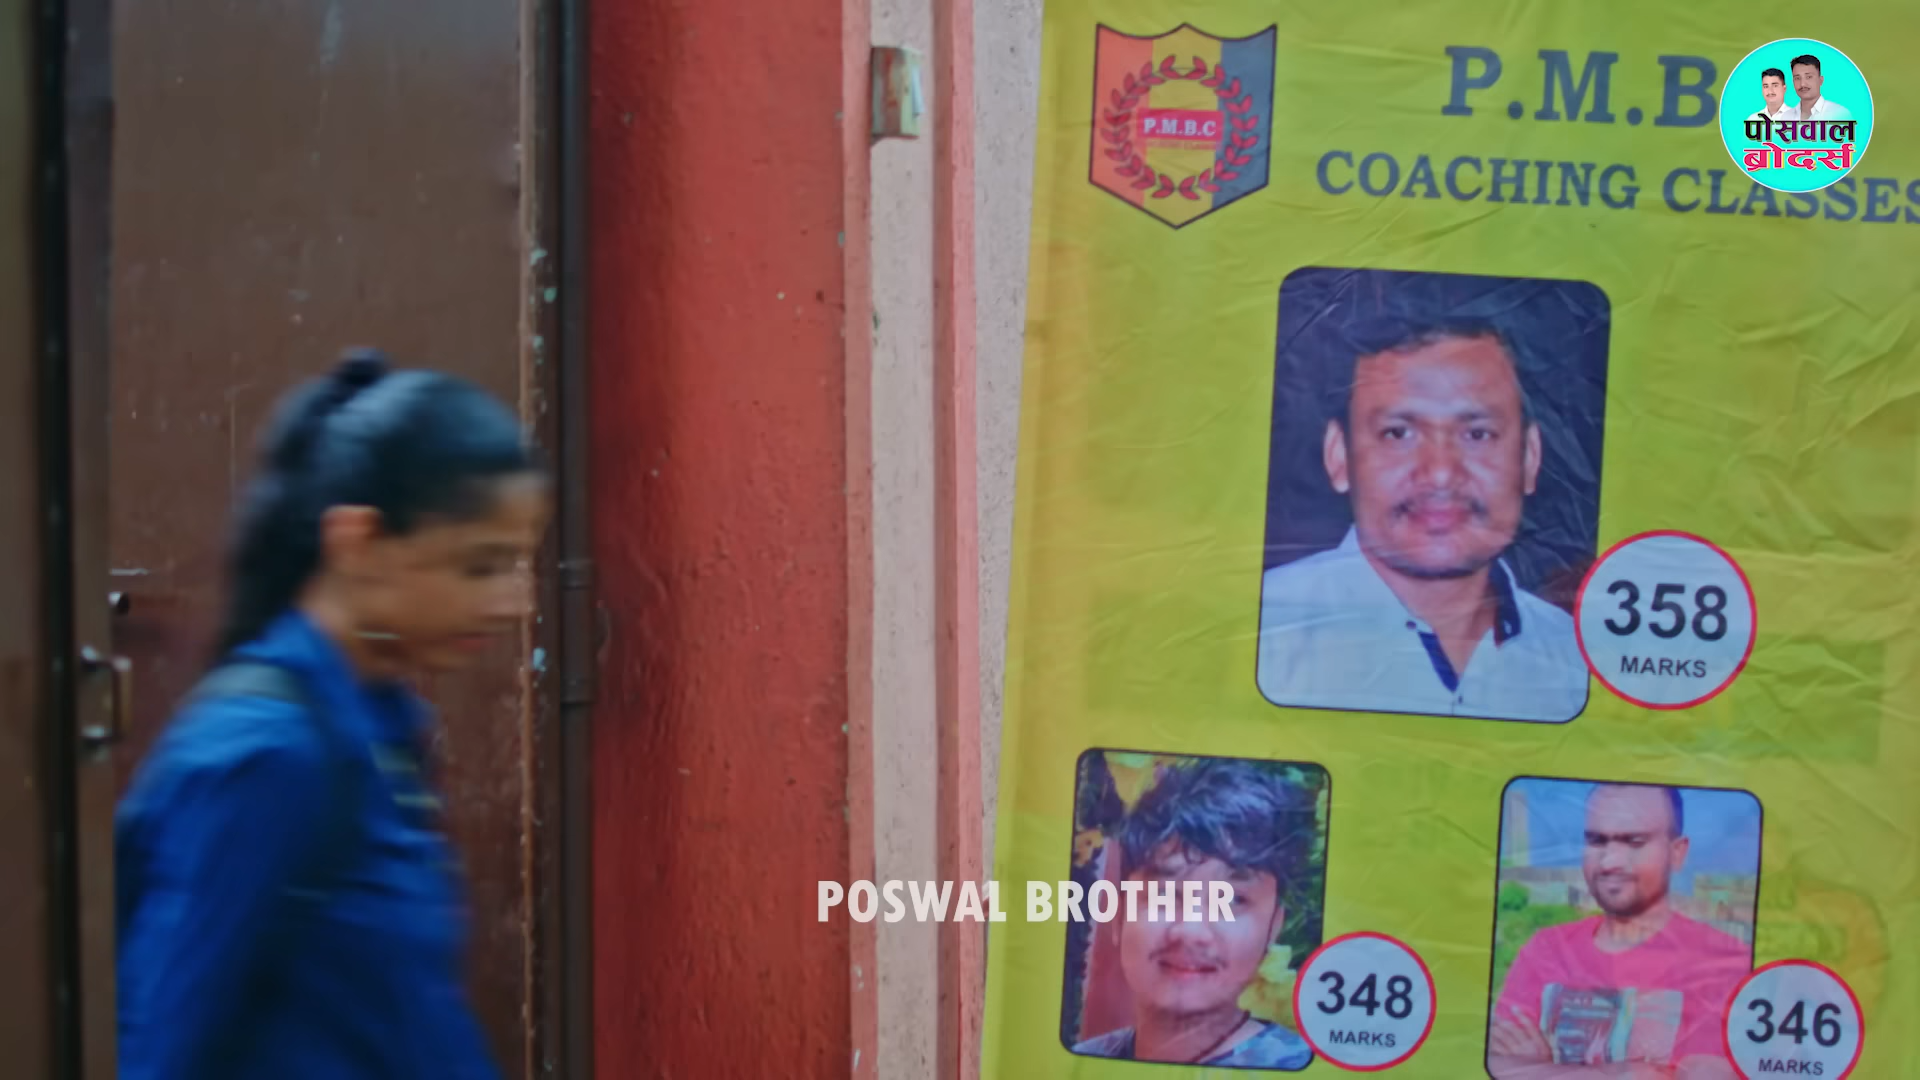 P.M.B
COACHING CLASSES
P.M.B.C
पोसवाल
ब्रोदर्स
358
MARKS
POSWAL BROTHER
348
MARKS
346
MARKS